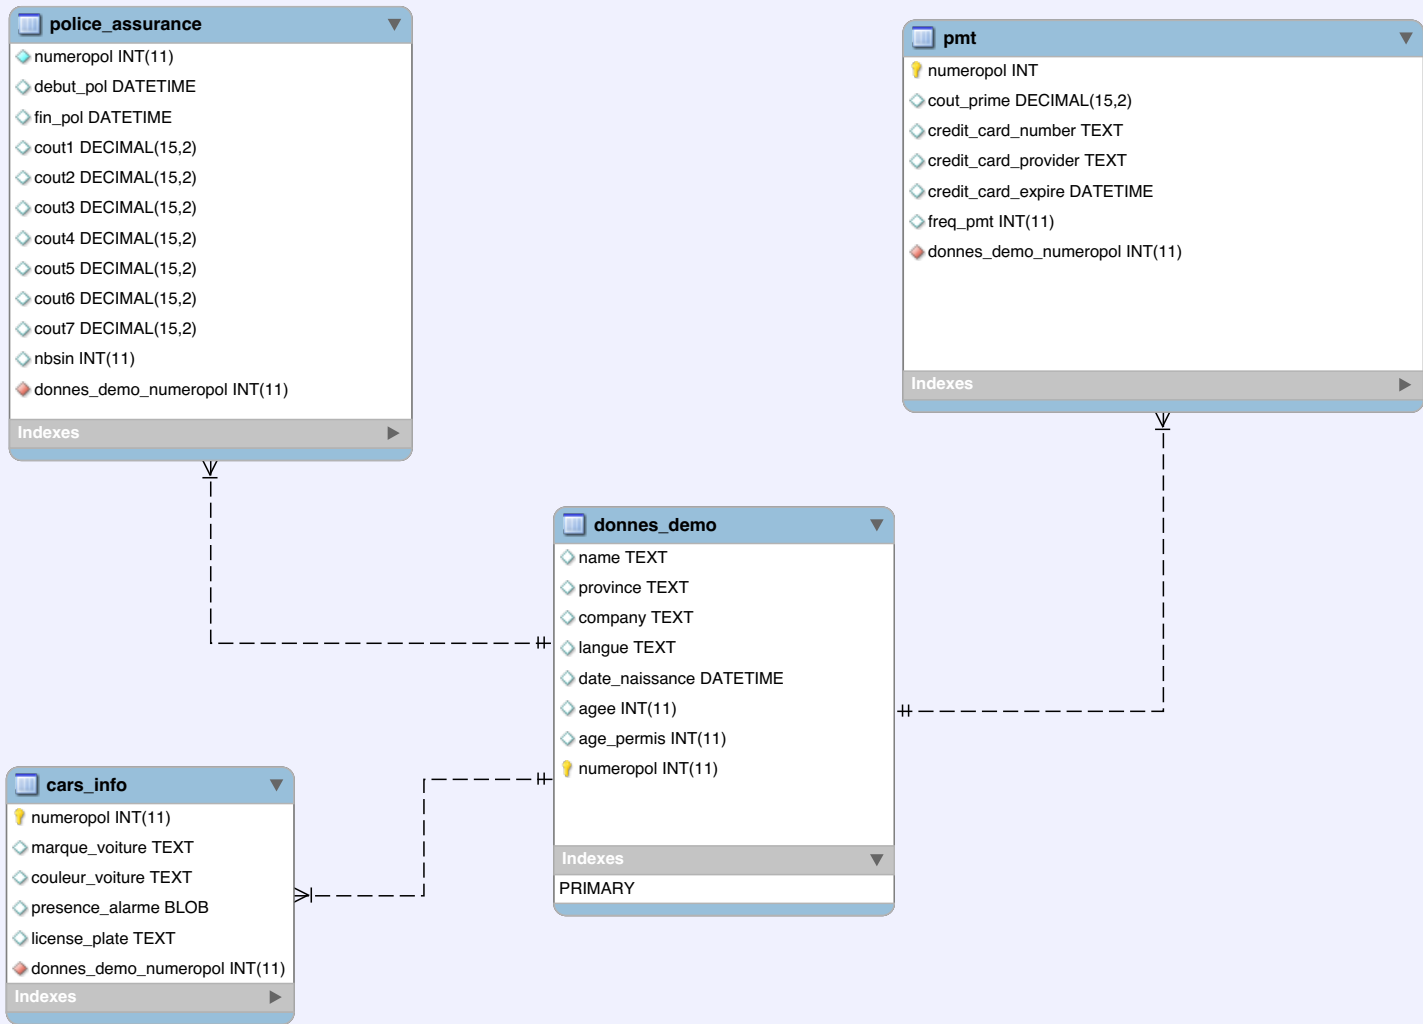 police_assurance
numeropol INT(11)
debut_pol DATETIME
fin_pol DATETIME
cout1 DECIMAL(15,2)
cout2 DECIMAL(15,2)
cout3 DECIMAL(15,2)
cout4 DECIMAL(15,2)
cout5 DECIMAL(15,2)
cout6 DECIMAL(15,2)
cout7 DECIMAL(15,2)
nbsin INT(11)
donnes_demo_numeropol INT(11)
Indexes
pmt
numeropol INT
cout_prime DECIMAL(15,2)
credit_card_number TEXT
credit_card_provider TEXT
credit_card_expire DATETIME
freq_pmt INT(11)
donnes_demo_numeropol INT(11)
Indexes
donnes_demo
name TEXT
province TEXT
company TEXT
langue TEXT
date_naissance DATETIME
agee INT(11)
age_permis INT(11)
numeropol INT(11)
Indexes
PRIMARY
cars_info
numeropol INT(11)
marque_voiture TEXT
couleur_voiture TEXT
presence_alarme BLOB
license_plate TEXT
donnes_demo_numeropol INT(11)
Indexes